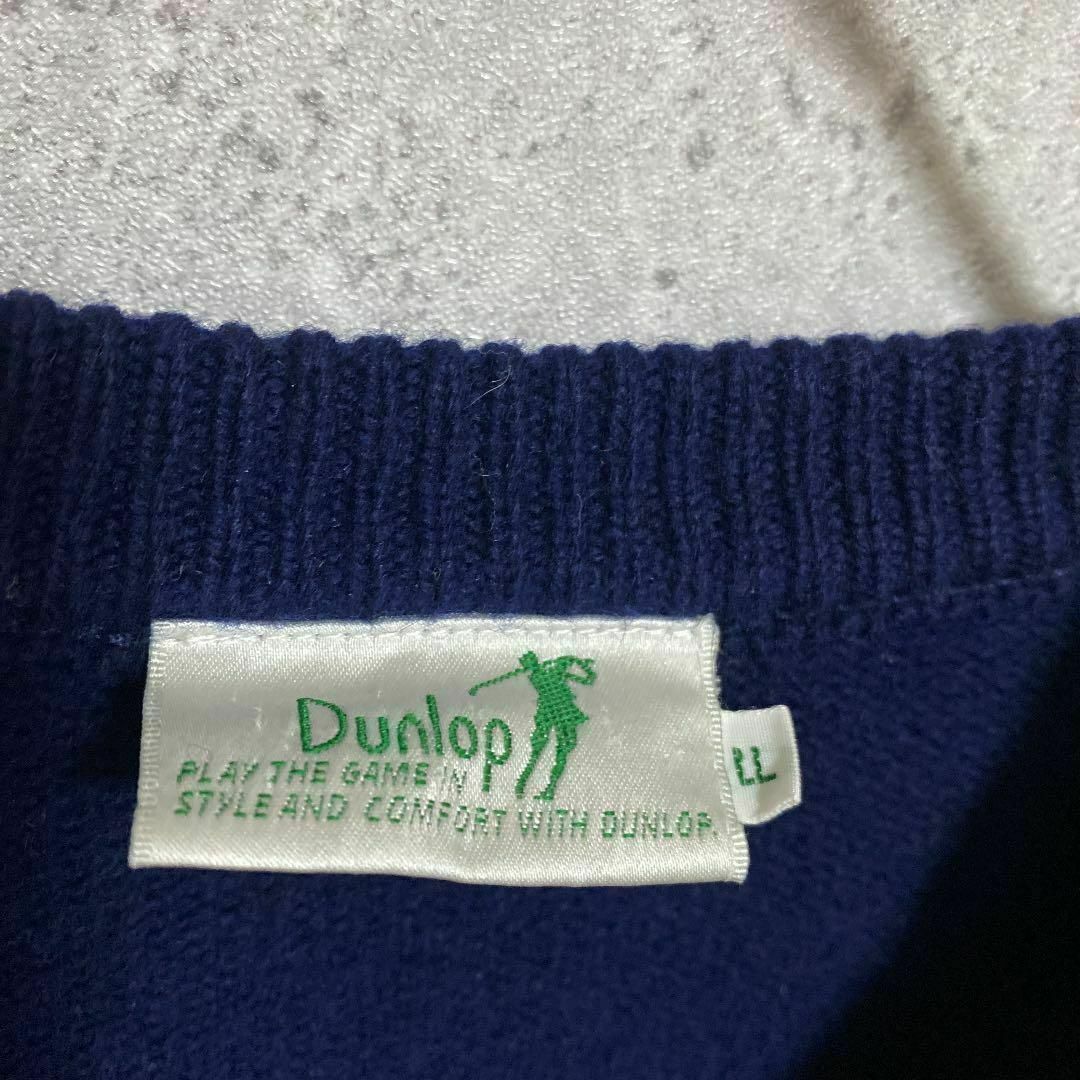 Dunlop
PLAY THE GAME IN
STYLE AND COMFORT WITH DUNLOP.
LL